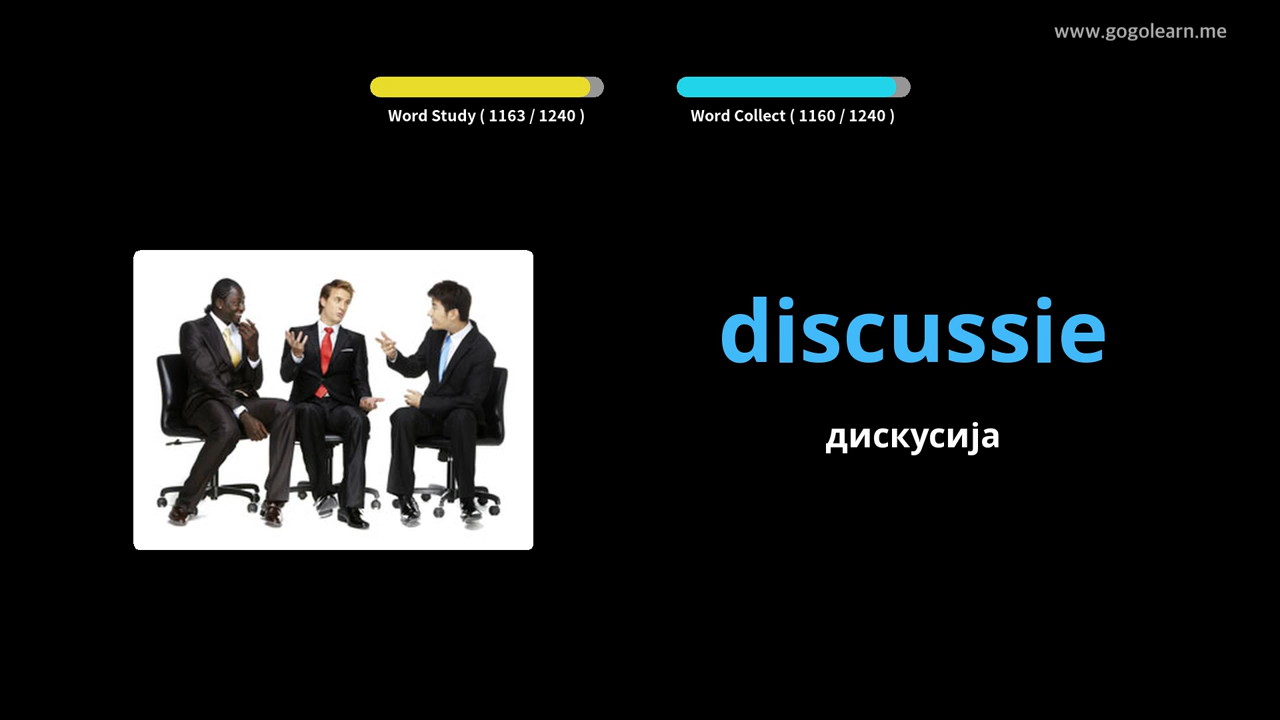 www.gogolearn.me
Word Study ( 1163 / 1240 )
Word Collect ( 1160 / 1240 )
discussie
дискусија